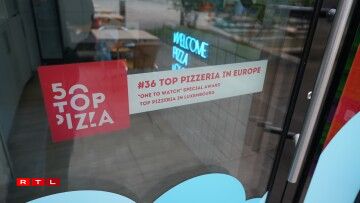 WELCOME
PIZZA
50
TOP
PIZZA
#36 TOP PIZZERIA IN EUROPE
"ONE TO WATCH" SPECIAL AWARD
TOP PIZZERIA IN LUXEMBOURG
RTL